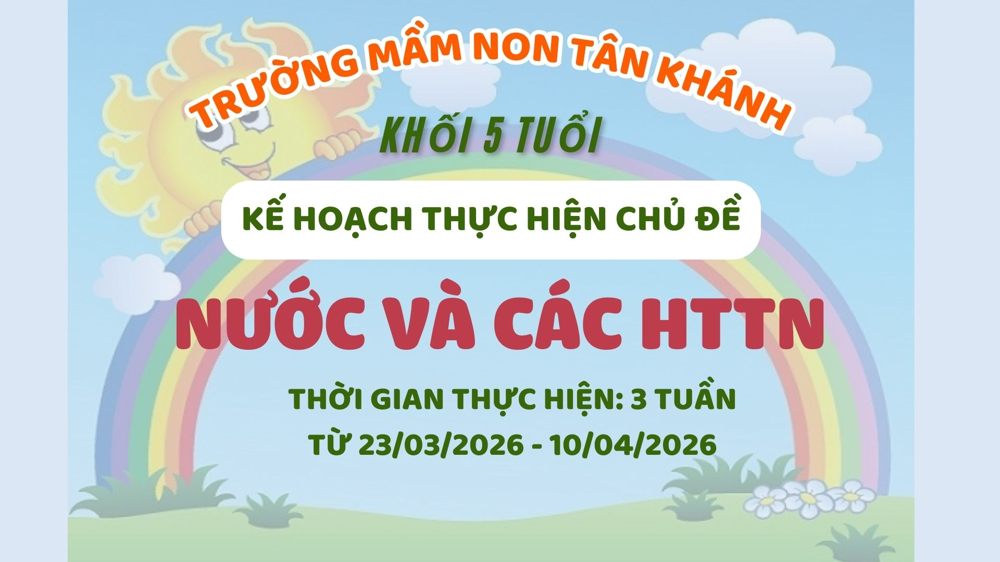 TRƯỜNG MẦM NON TÂN KHÁNH
KHỐI 5 TUỔI
KẾ HOẠCH THỰC HIỆN CHỦ ĐỀ
NƯỚC VÀ CÁC HTTN
THỜI GIAN THỰC HIỆN: 3 TUẦN
TỪ 23/03/2026 - 10/04/2026